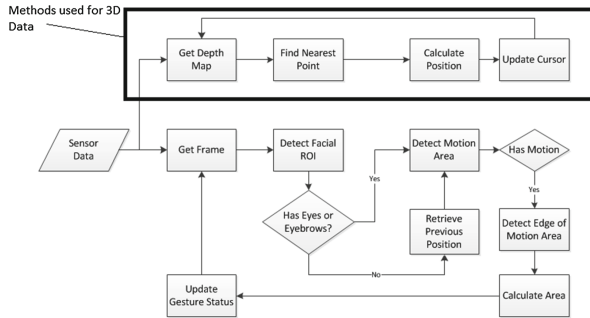 Methods used for 3D
Data
Get Depth
Map
Find Nearest
Point
Calculate
Position
Update Cursor
Sensor
Data
Get Frame
Detect Facial
ROI
Detect Motion
Area
Has Motion
Yes
Yes
Has Eyes or
Eyebrows?
Retrieve
Previous
Position
Detect Edge of
Motion Area
No
Update
Gesture Status
Calculate Area